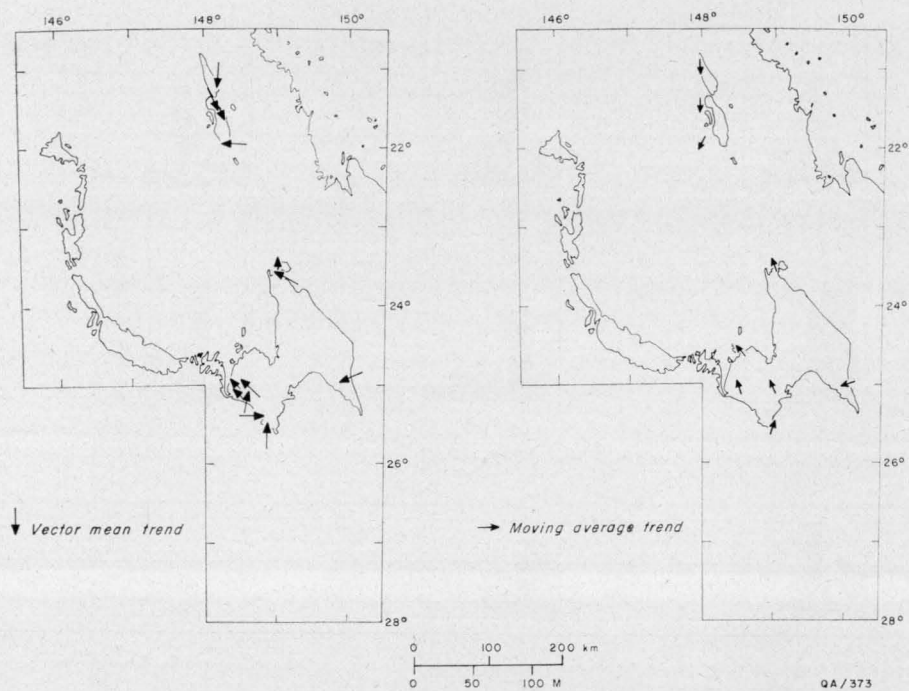 146° 148° 150° 146° 148° 150°
22° 22°
24° 24°
26° 26°
Vector mean trend
Moving average trend
28° 28°
0 100 200 km
0 50 100 M
QA/373